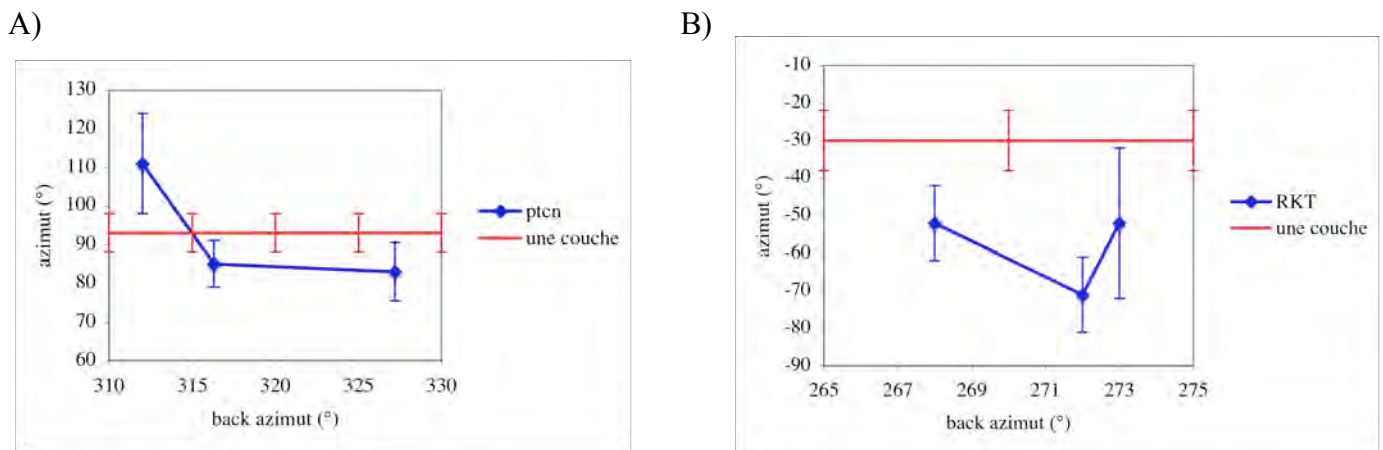 A)
130
120
110
100
90
80
70
60
azimut (°)
310 315 320 325 330
back azimut (°)
ptcn
une couche
B)
-10
-20
-30
-40
-50
-60
-70
-80
-90
azimut (°)
265 267 269 271 273 275
back azimut (°)
RKT
une couche